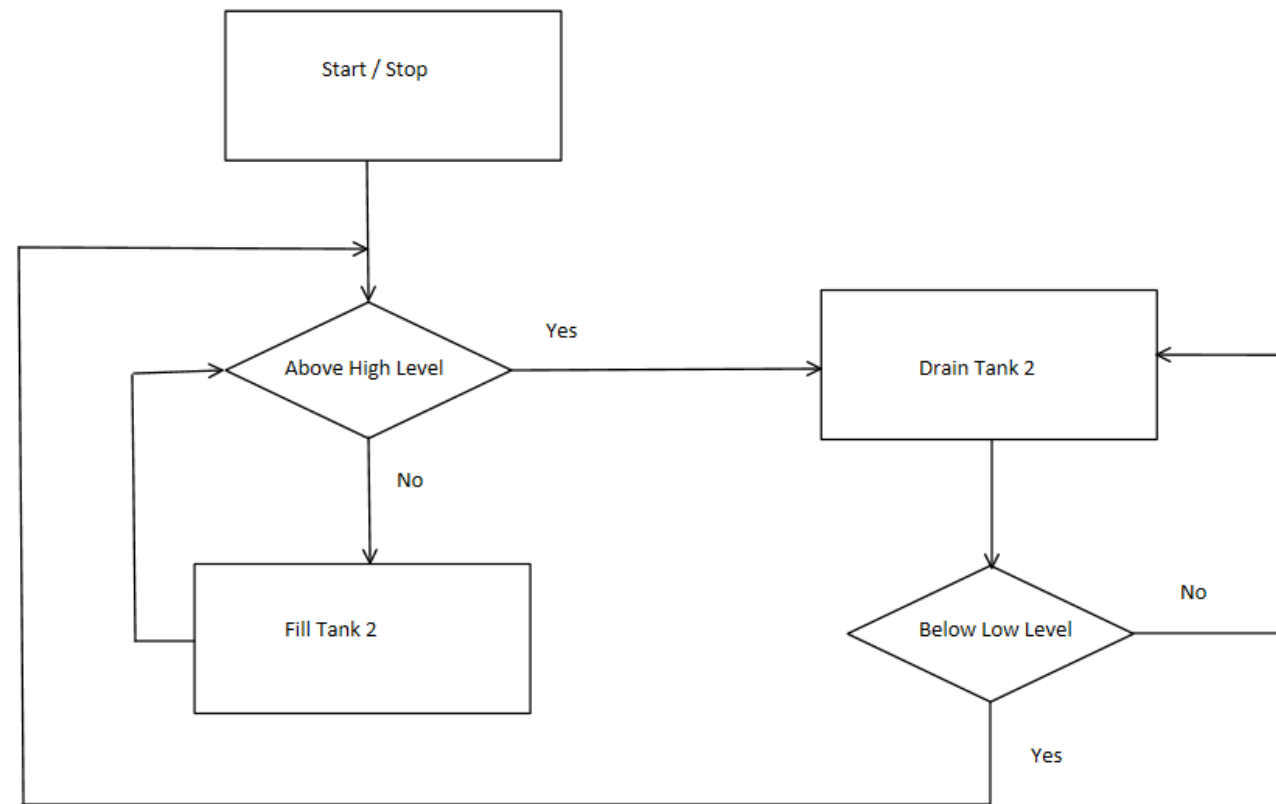 Start / Stop
Above High Level
Yes
Drain Tank 2
No
Fill Tank 2
Below Low Level
No
Yes